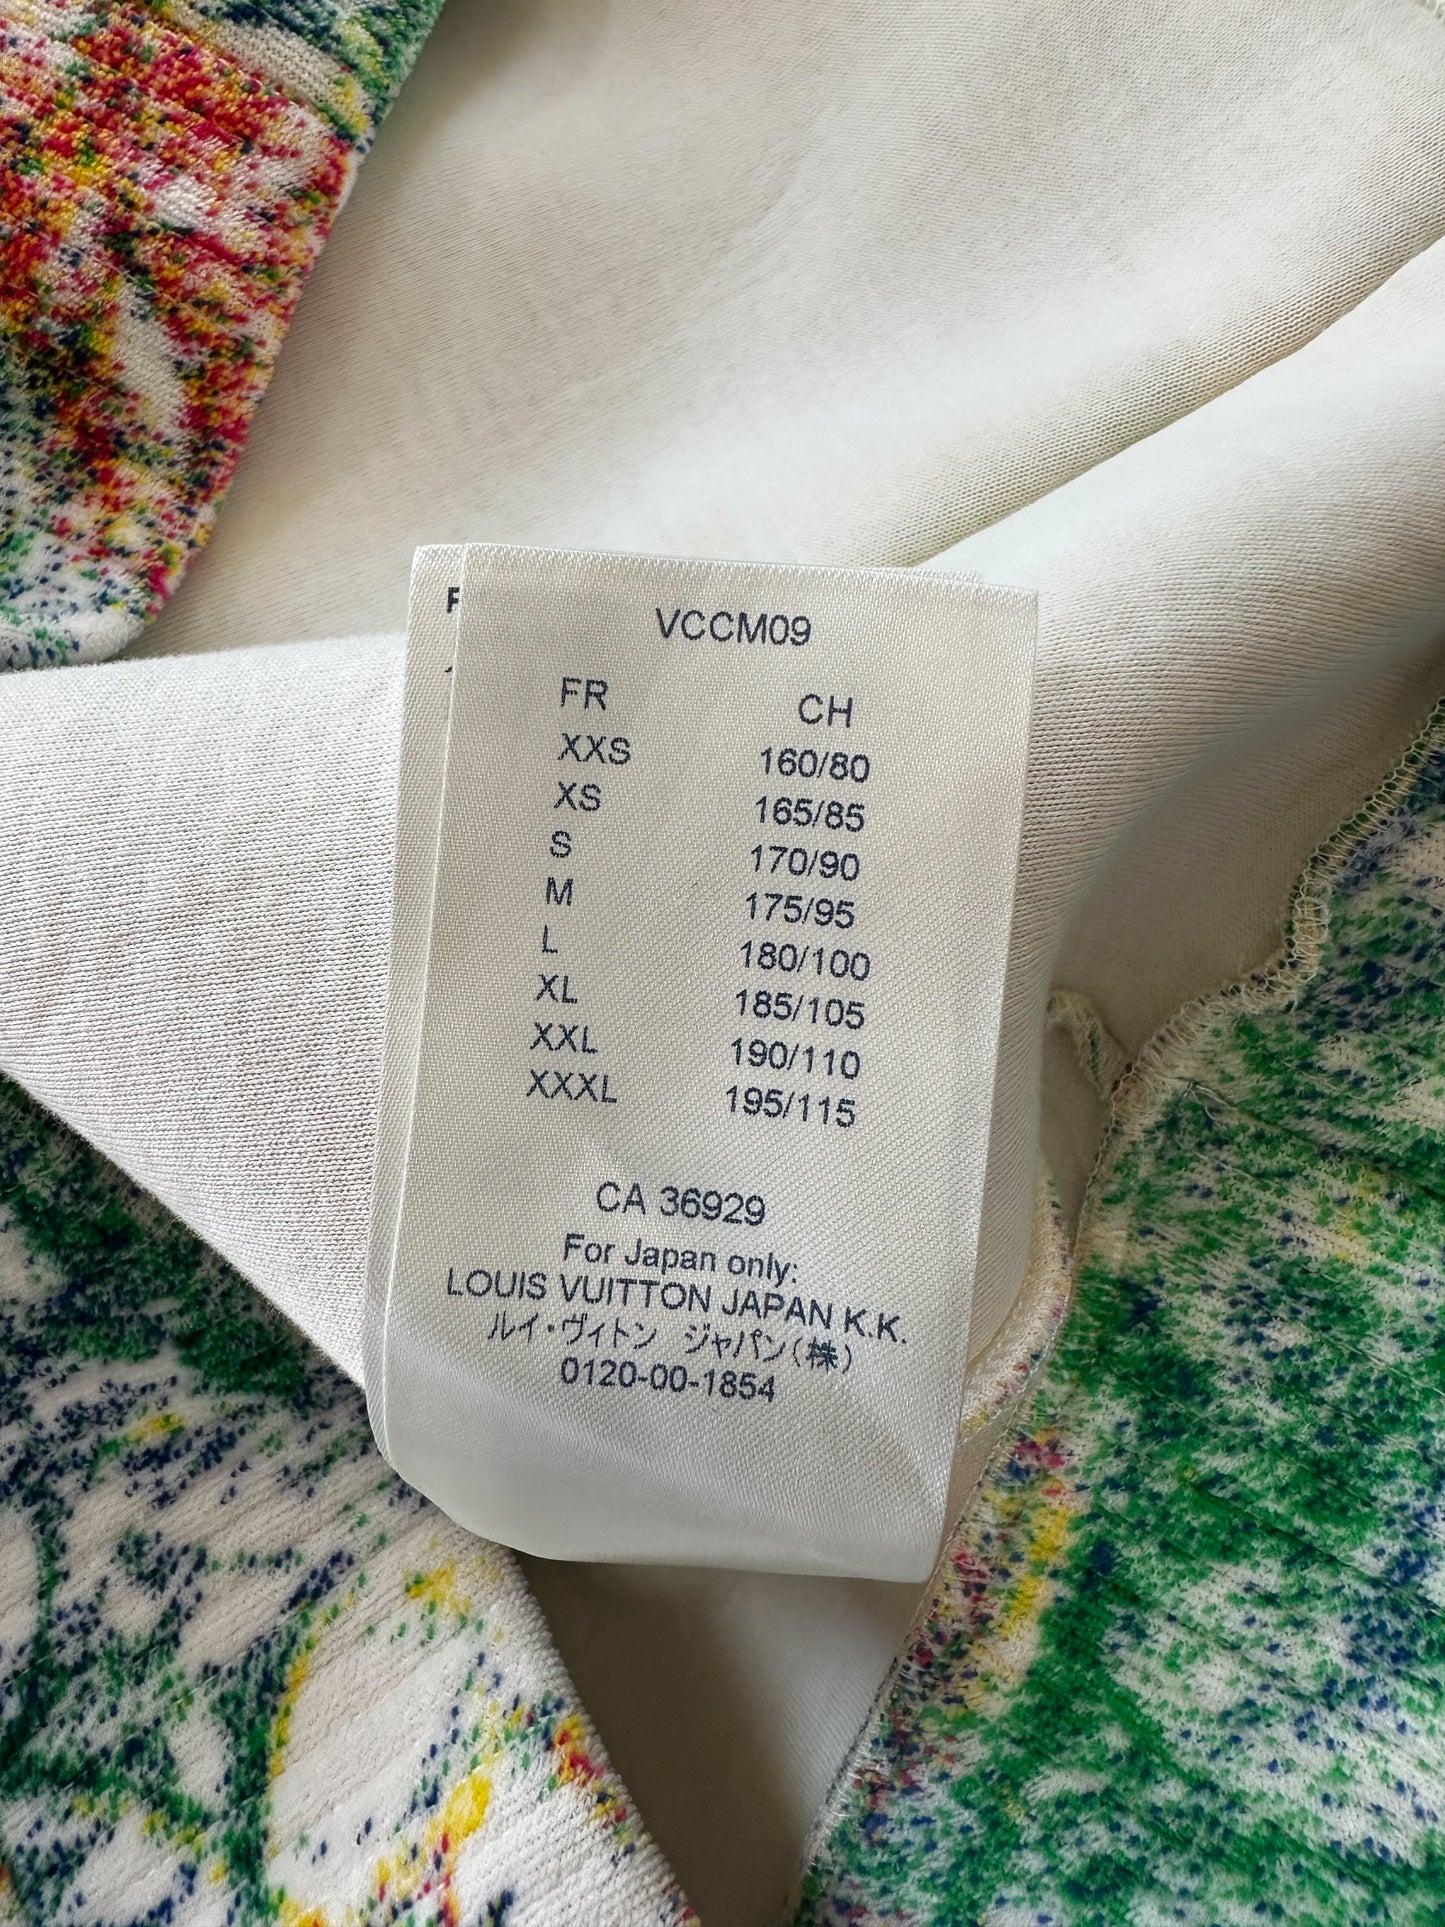 VCCM09
FR CH
XXS 160/80
XS 165/85
S 170/90
M 175/95
L 180/100
XL 185/105
XXL 190/110
XXXL 195/115
CA 36929
For Japan only:
LOUIS VUITTON JAPAN K.K.
ルイ・ヴィトン ジャパン(株)
0120-00-1854